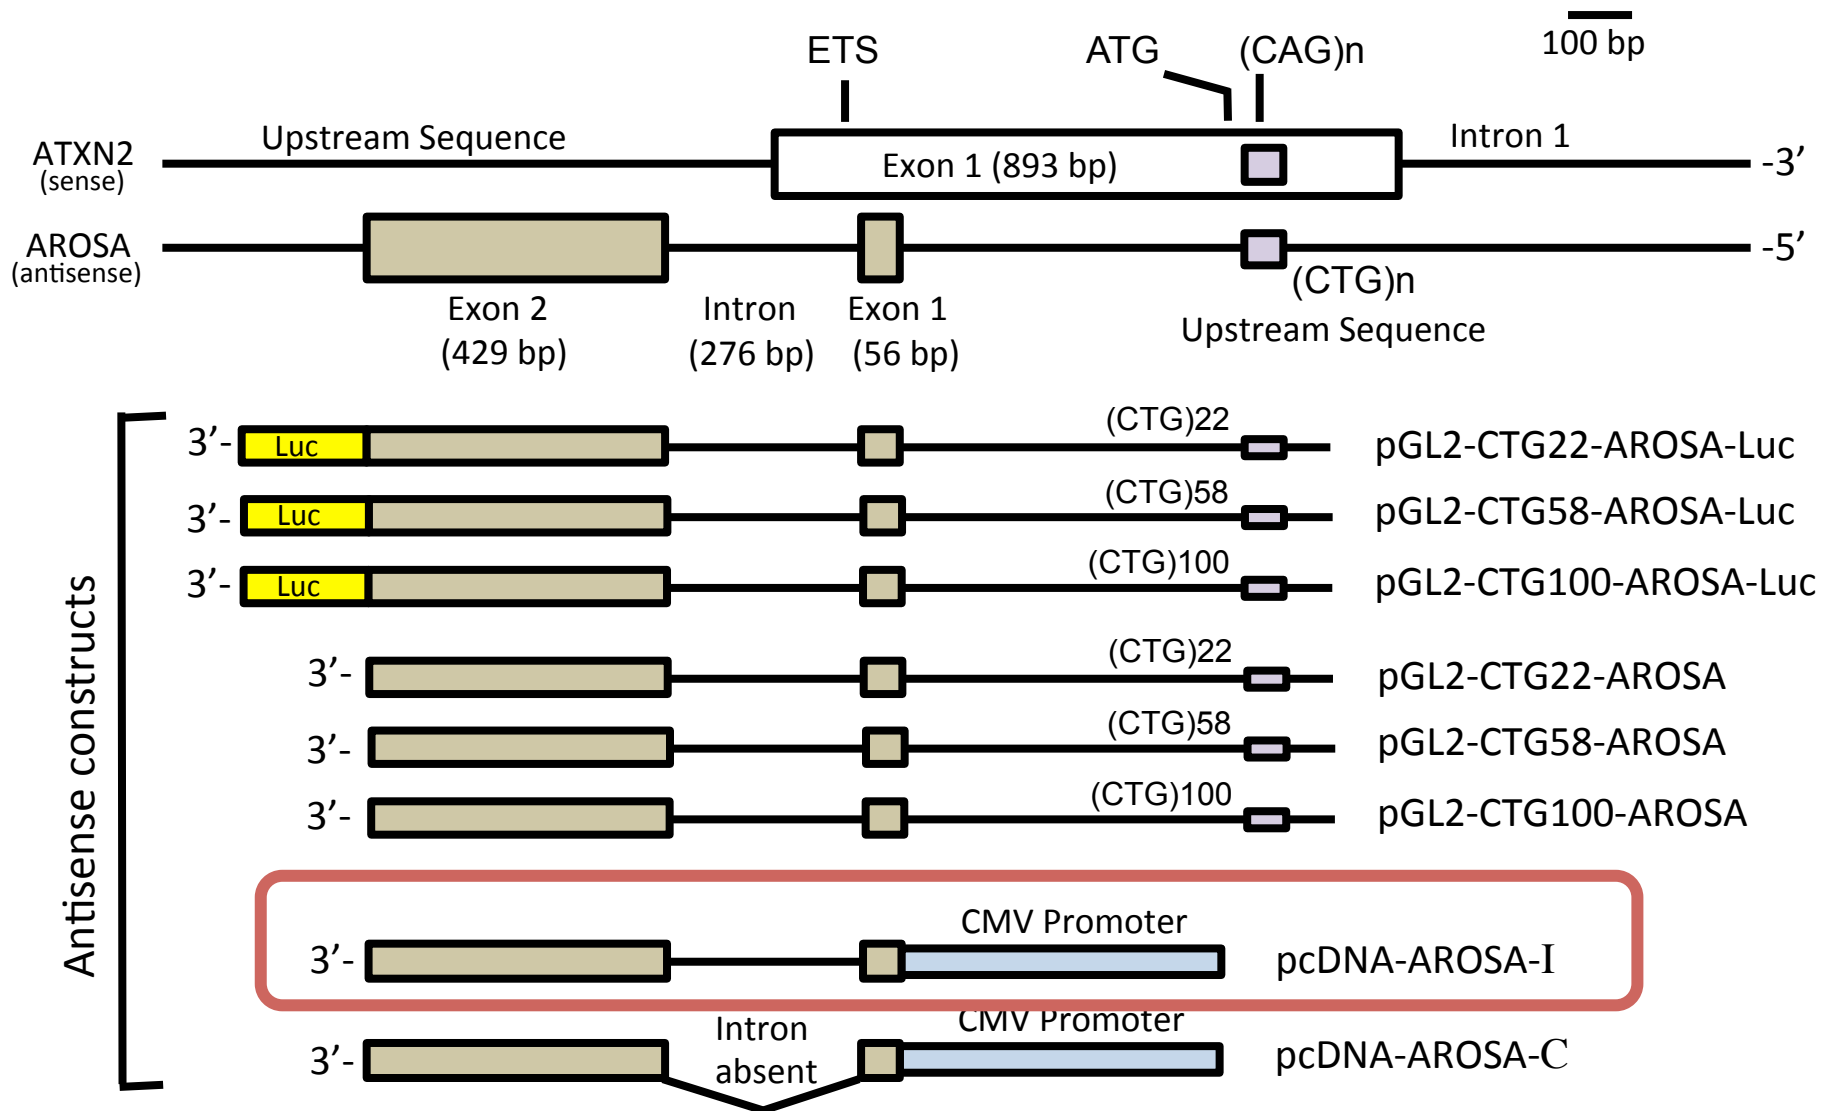 100 bp
ETS
ATG
(CAG)n
ATXN2
(sense)
Upstream Sequence
Exon 1 (893 bp)
Intron 1
-3’
AROSA
(antisense)
-5’
(CTG)n
Exon 2
(429 bp)
Intron
(276 bp)
Exon 1
(56 bp)
Upstream Sequence
Antisense constructs
3’-
Luc
(CTG)22
pGL2-CTG22-AROSA-Luc
3’-
Luc
(CTG)58
pGL2-CTG58-AROSA-Luc
3’-
Luc
(CTG)100
pGL2-CTG100-AROSA-Luc
3’-
(CTG)22
pGL2-CTG22-AROSA
3’-
(CTG)58
pGL2-CTG58-AROSA
3’-
(CTG)100
pGL2-CTG100-AROSA
3’-
CMV Promoter
pcDNA-AROSA-I
3’-
Intron
absent
CMV Promoter
pcDNA-AROSA-C